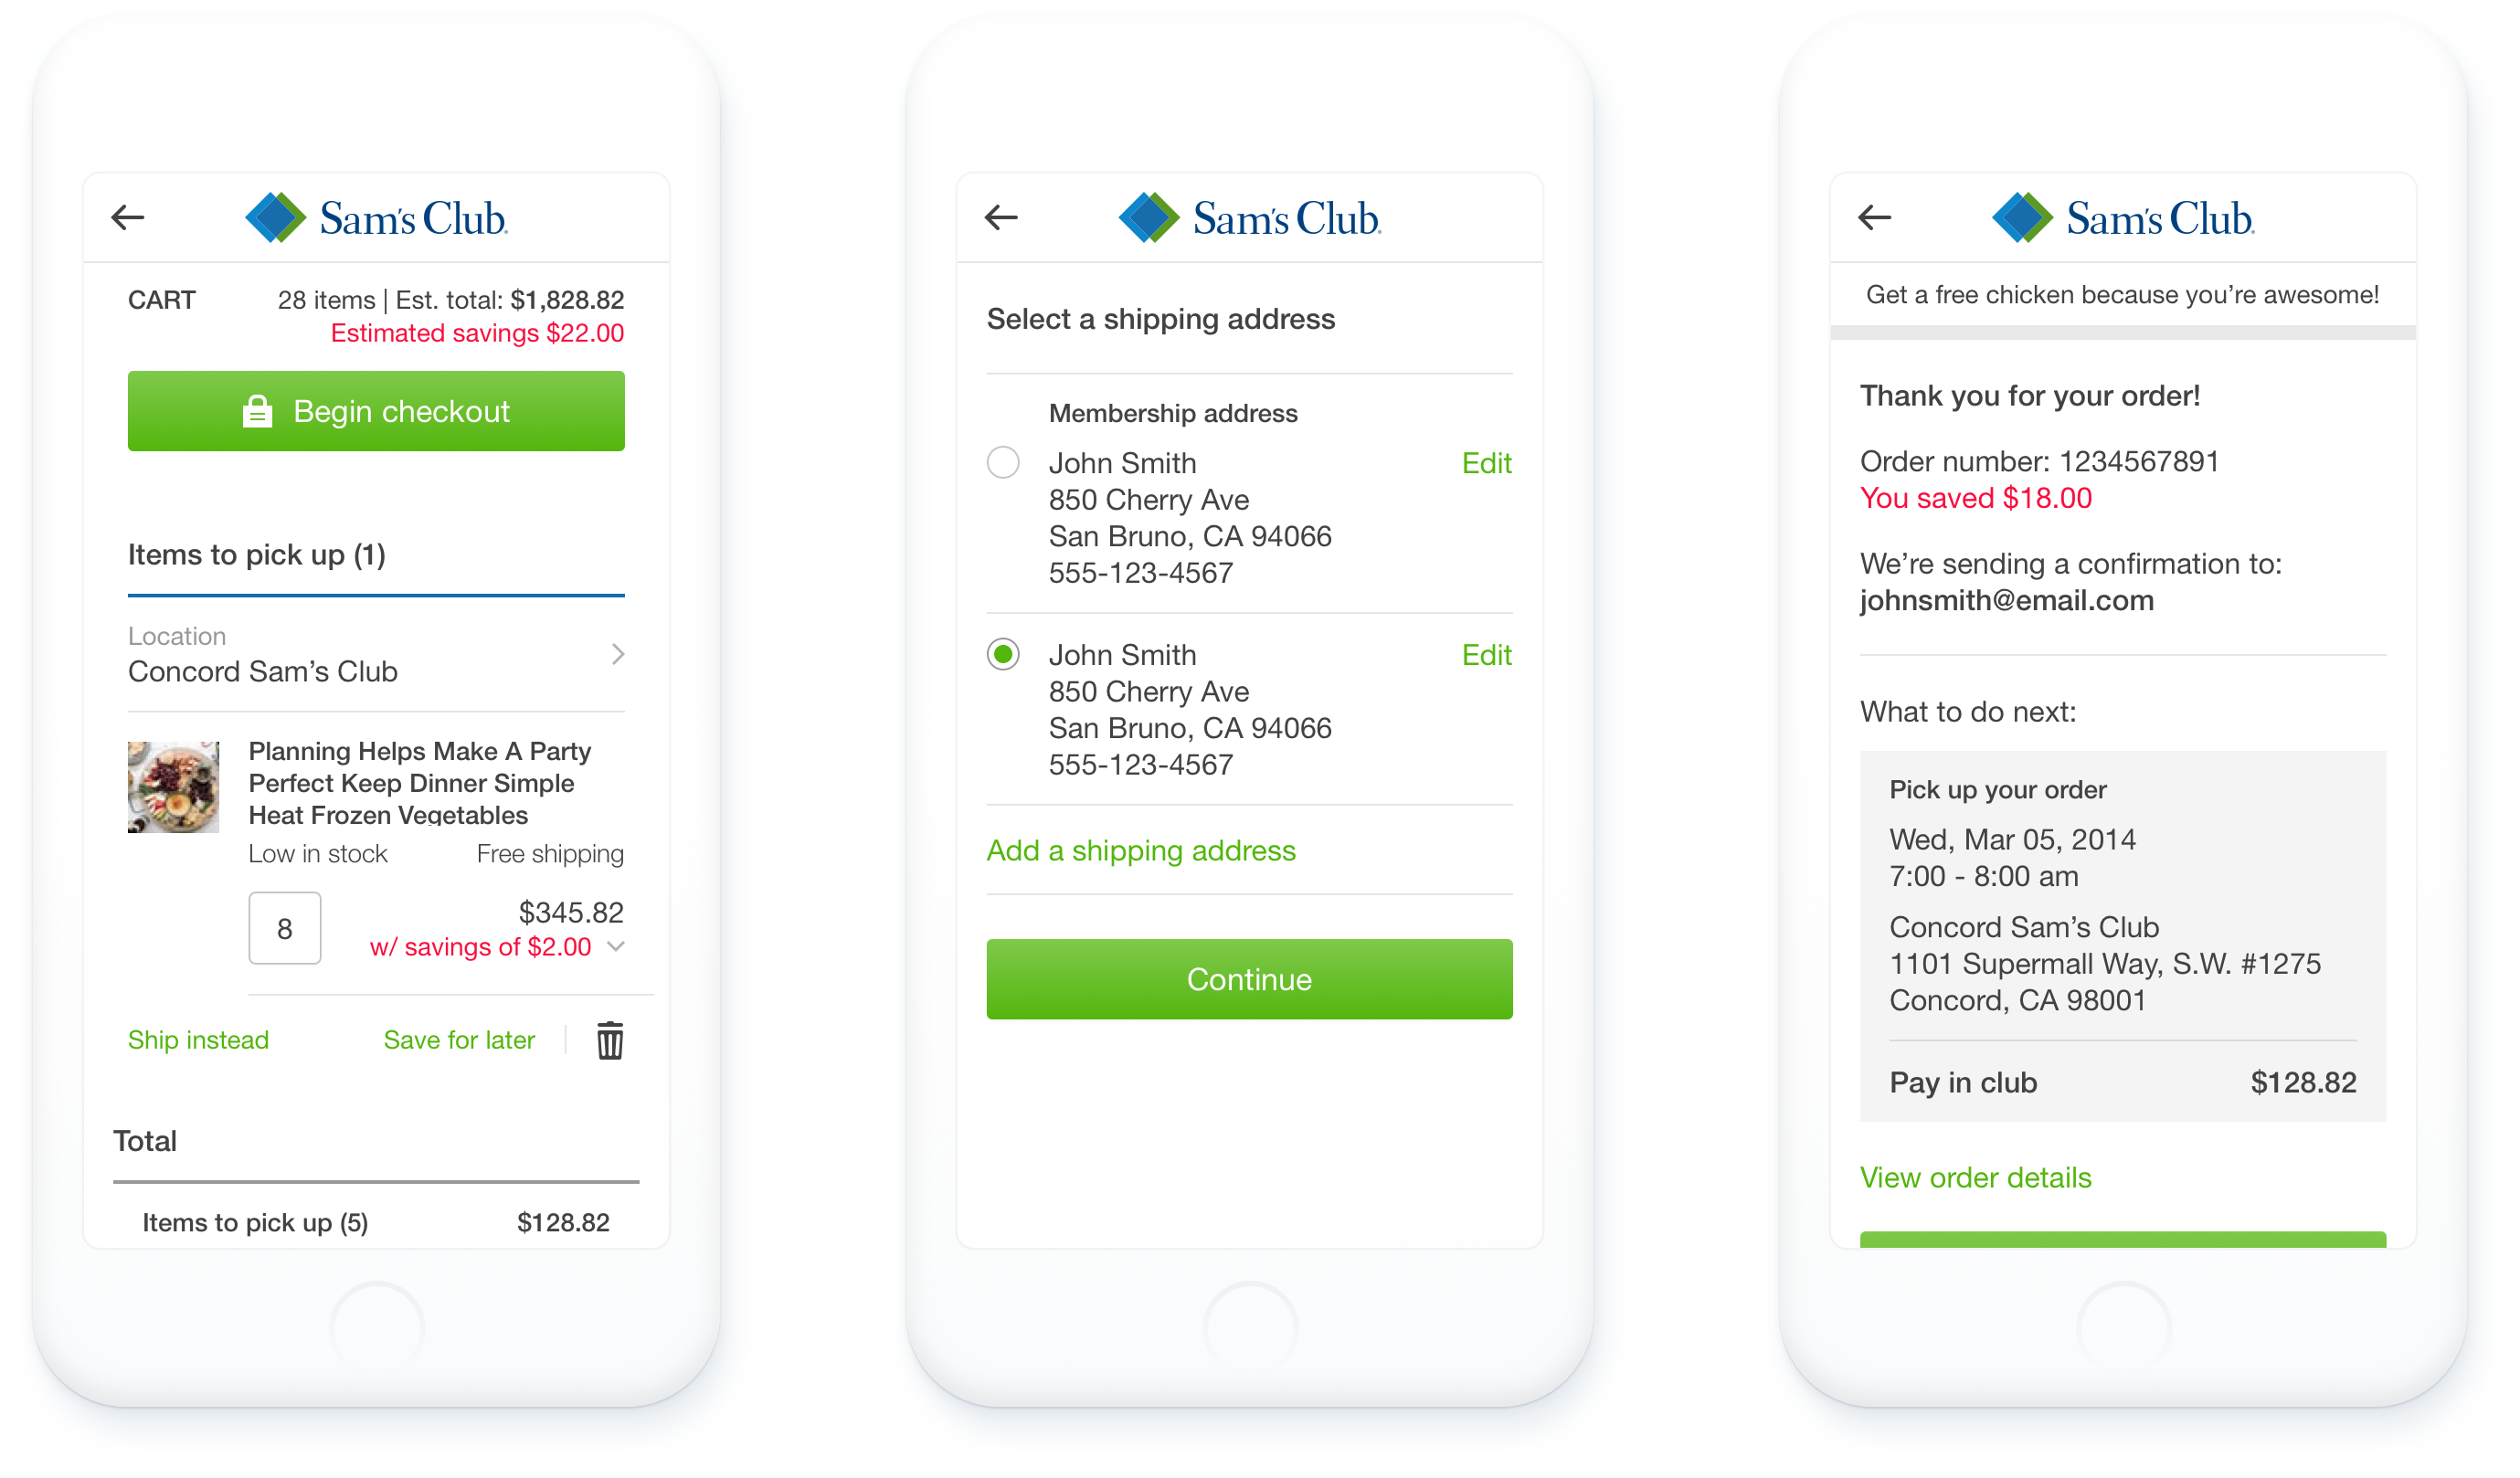 Sam's Club
CART
28 items | Est. total: $1,828.82
Estimated savings $22.00
Begin checkout
Items to pick up (1)
Location
Concord Sam's Club
Planning Helps Make A Party
Perfect Keep Dinner Simple
Heat Frozen Vegetables
Low in stock
Free shipping
8
$345.82
w/ savings of $2.00
Ship instead
Save for later
Total
Items to pick up (5)
$128.82
Sam's Club
Select a shipping address
Membership address
John Smith
Edit
850 Cherry Ave
San Bruno, CA 94066
555-123-4567
John Smith
Edit
850 Cherry Ave
San Bruno, CA 94066
555-123-4567
Add a shipping address
Continue
Sam's Club
Get a free chicken because you’re awesome!
Thank you for your order!
Order number: 1234567891
You saved $18.00
We’re sending a confirmation to:
johnsmith@email.com
What to do next:
Pick up your order
Wed, Mar 05, 2014
7:00 - 8:00 am
Concord Sam’s Club
1101 Supermall Way, S.W. #1275
Concord, CA 98001
Pay in club
$128.82
View order details